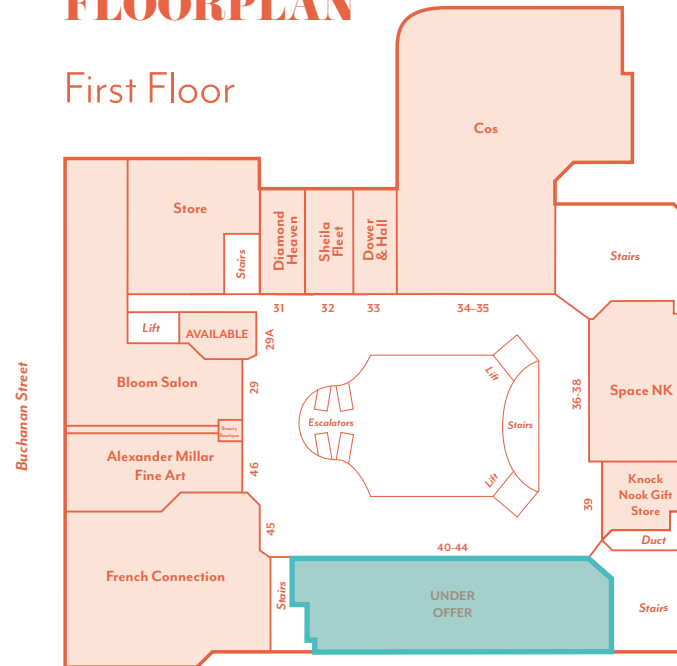 FLOORPLAN
First Floor
Cos
Store
Stairs
Diamond
Heaven
Sheila
Fleet
Dower
& Hall
Stairs
31
32
33
34–35
Lift
AVAILABLE
29A
Buchanan Street
Bloom Salon
29
Lift
Escalators
Stairs
36-38
Space NK
Beauty
Boutique
Alexander Millar
Fine Art
46
Lift
39
Knock
Nook Gift
Store
45
40-44
Duct
French Connection
Stairs
UNDER
OFFER
Stairs